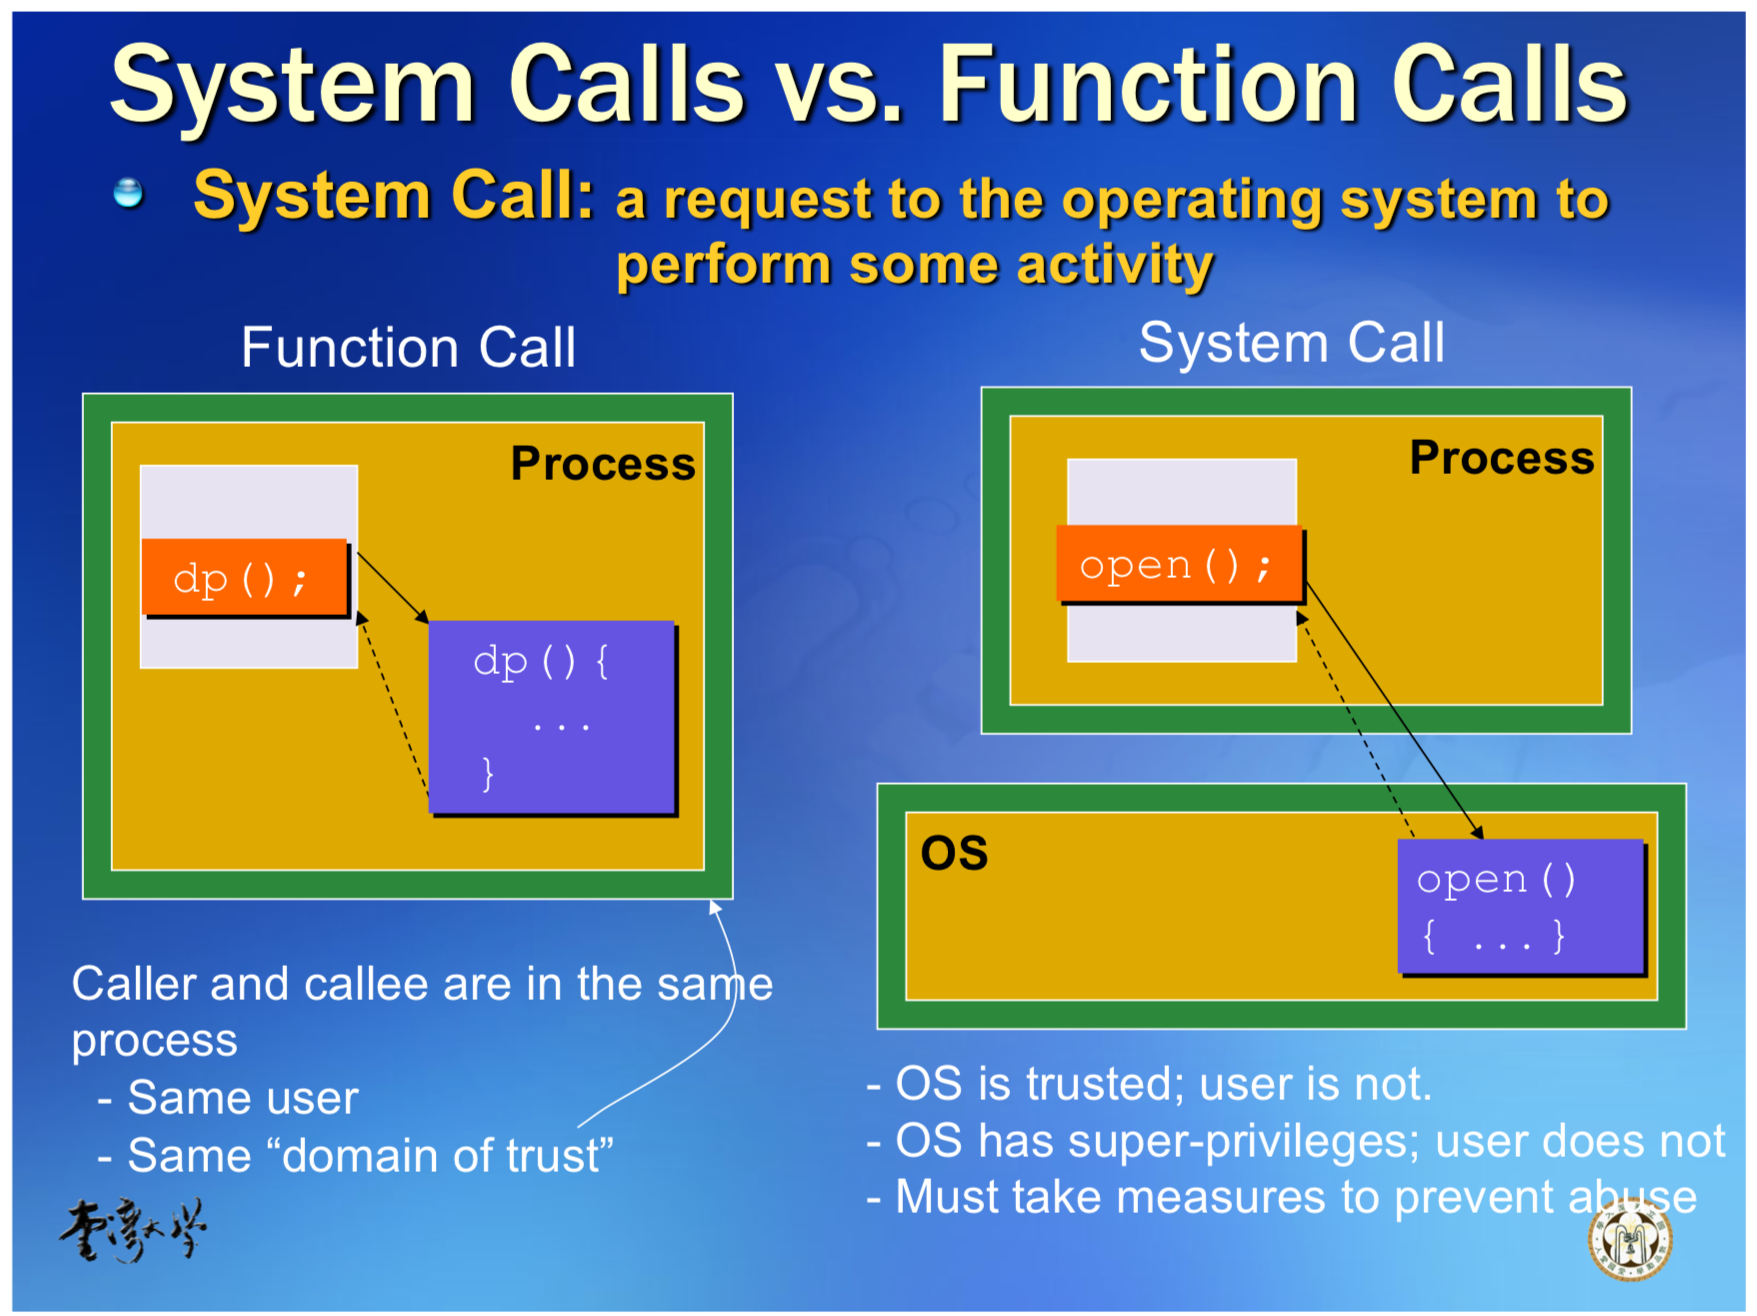 System Calls vs. Function Calls
System Call: a request to the operating system to
perform some activity
Function Call
Process
dp();
dp(){
...
}
Caller and callee are in the same
process
- Same user
- Same “domain of trust”
System Call
Process
open();
OS
open()
{ ...}
- OS is trusted; user is not.
- OS has super-privileges; user does not
- Must take measures to prevent abuse
臺灣大學